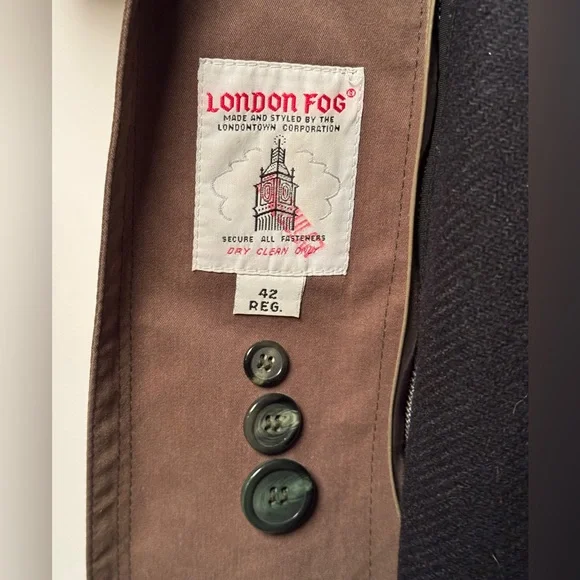 LONDON FOG®
MADE AND STYLED BY THE
LONDONTOWN CORPORATION
SECURE ALL FASTENERS
DRY CLEAN ONLY
42
REG.